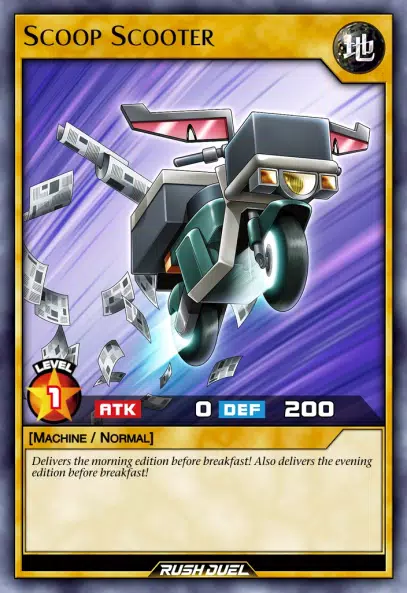 SCOOP SCOOTER
地
LEVEL
1
ATK 0 DEF 200
[MACHINE / NORMAL]
Delivers the morning edition before breakfast! Also delivers the evening
edition before breakfast!
RUSH DUEL